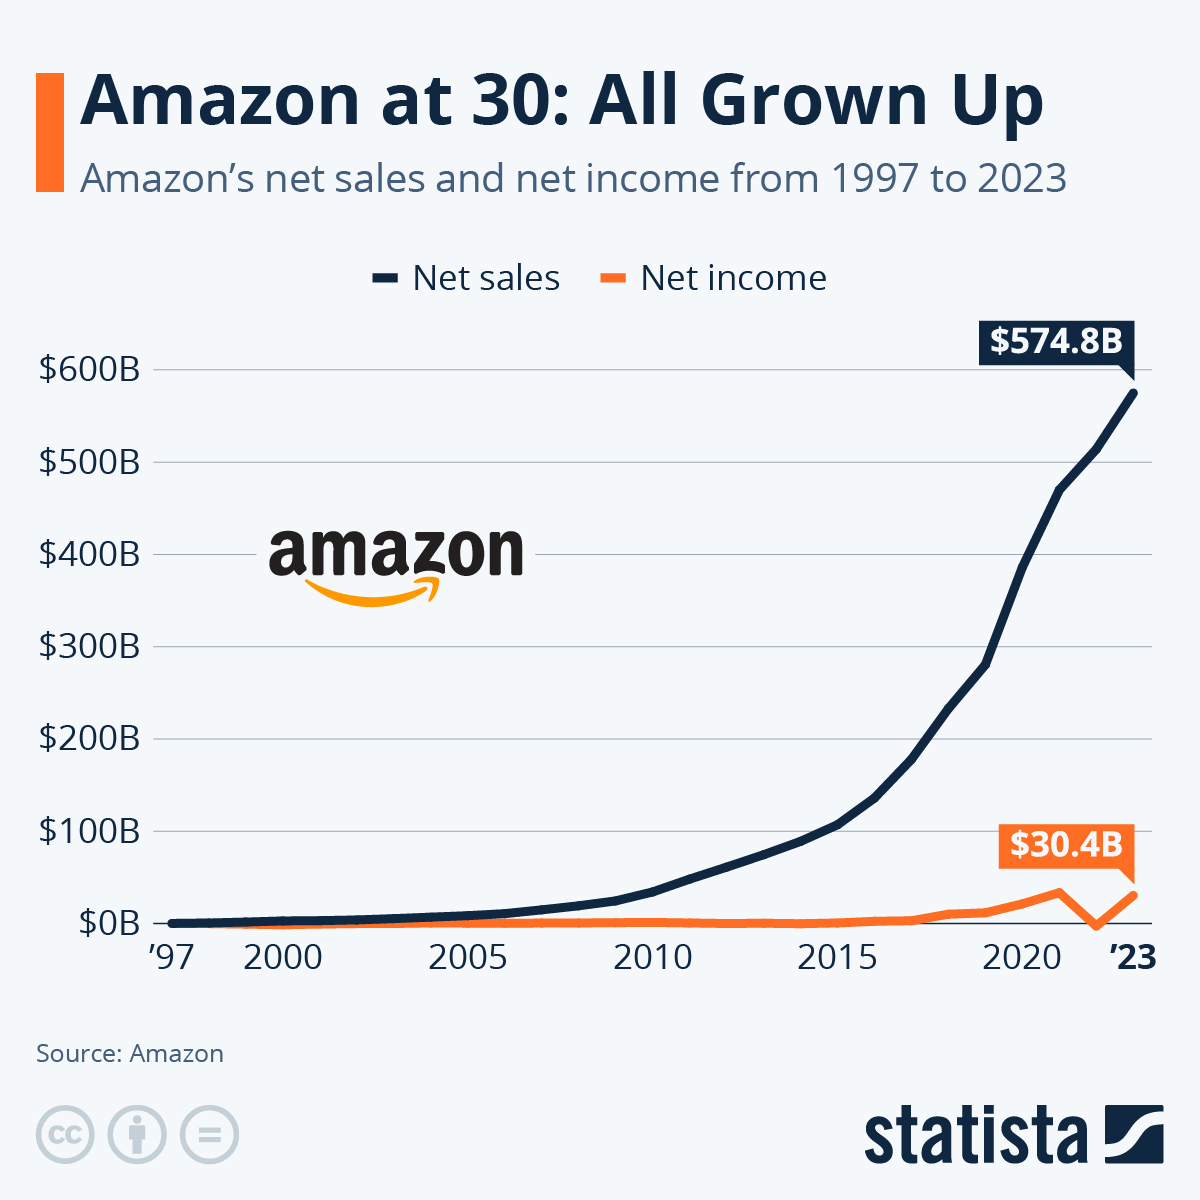 Amazon at 30: All Grown Up
Amazon’s net sales and net income from 1997 to 2023
Net sales
Net income
$574.8B
$600B
$500B
$400B
amazon
$300B
$200B
$100B
$30.4B
$0B
’97 2000 2005 2010 2015 2020 ’23
Source: Amazon
cc
statista